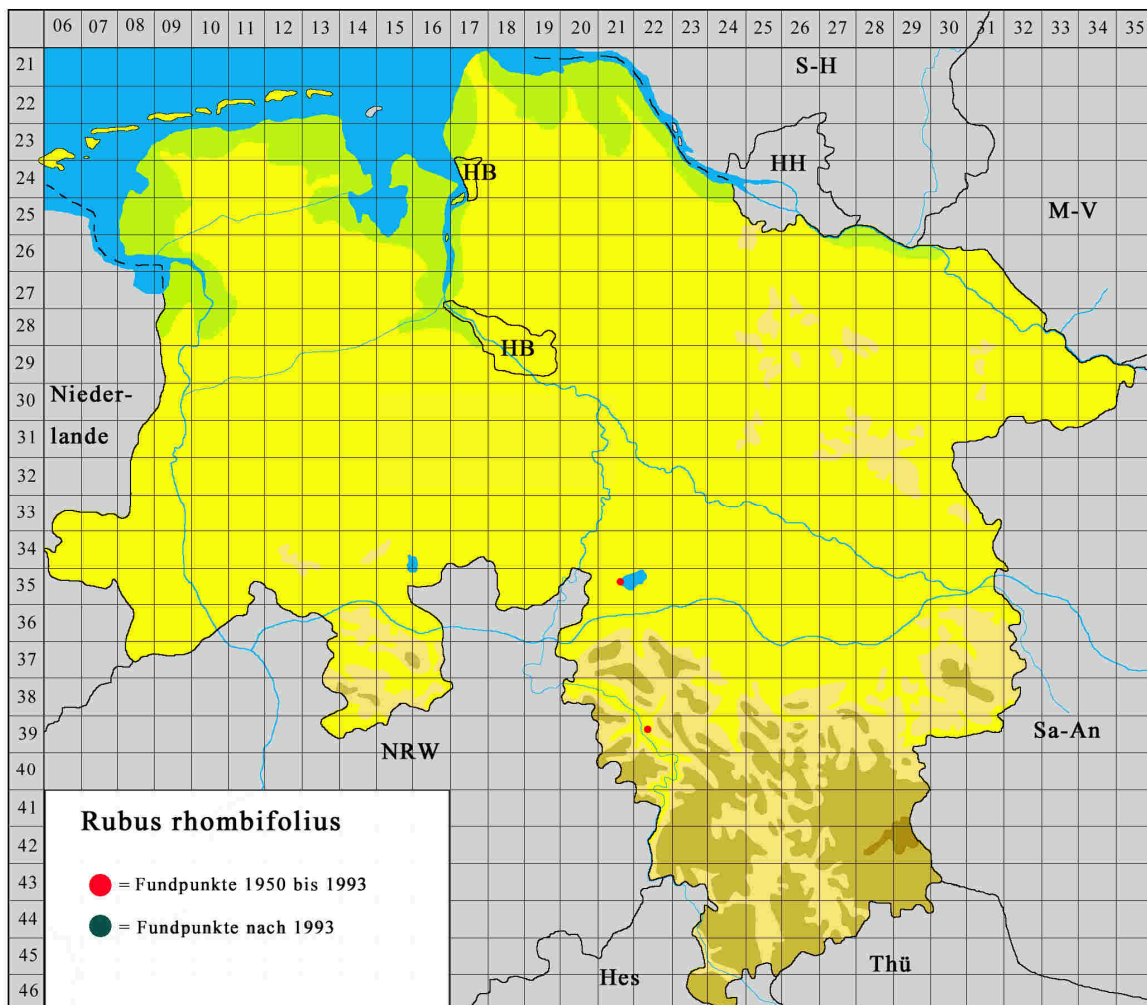 06 07 08 09 10 11 12 13 14 15 16 17 18 19 20 21 22 23 24 25 26 27 28 29 30 31 32 33 34 35
21
S-H
22
23
HB
HH
24
25
M-V
26
27
28
HB
29
Nieder-
30
lande
31
32
33
34
35
36
37
38
39
NRW
Sa-An
40
41
Rubus rhombifolius
42
43
= Fundpunkte 1950 bis 1993
44
= Fundpunkte nach 1993
45
Hes
Thü
46